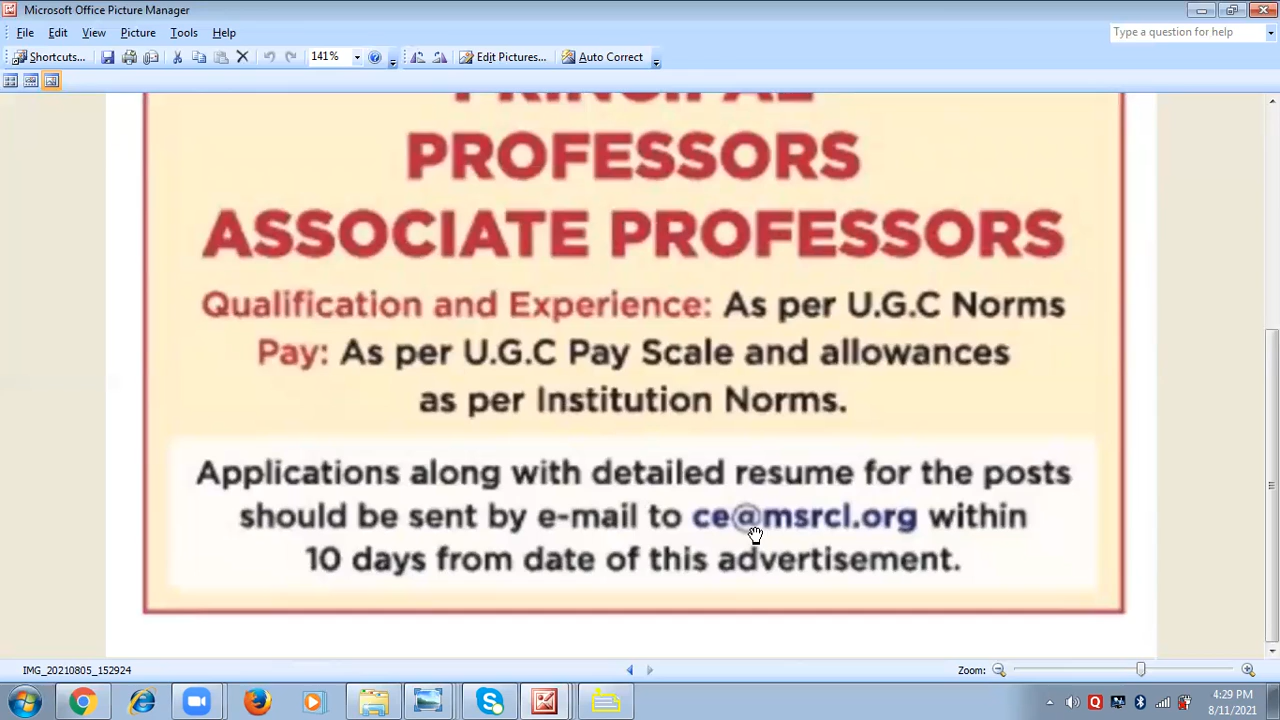 Microsoft Office Picture Manager
File Edit View Picture Tools Help
Type a question for help
Shortcuts... 141% Edit Pictures... Auto Correct
PRINCIPAL
PROFESSORS
ASSOCIATE PROFESSORS
Qualification and Experience: As per U.G.C Norms
Pay: As per U.G.C Pay Scale and allowances
as per Institution Norms.
Applications along with detailed resume for the posts
should be sent by e-mail to ce@msrcl.org within
10 days from date of this advertisement.
IMG_20210805_152924
Zoom:
4:29 PM
8/11/2021